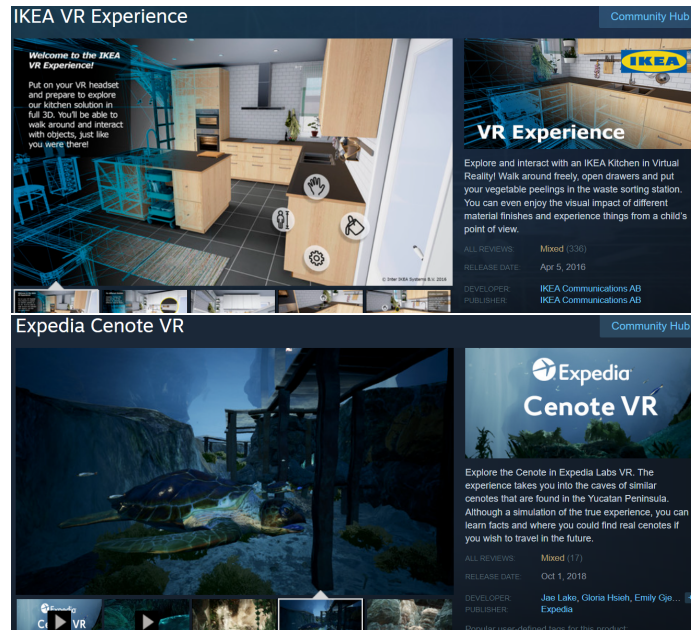 IKEA VR Experience
Community Hub
Welcome to the IKEA
VR Experience!
Put on your VR headset
and prepare to explore
our kitchen solution in
full 3D. You'll be able to
walk around and interact
with objects, just like
you were there!
© Inter IKEA Systems B.V. 2016
IKEA
VR Experience
Explore and interact with an IKEA Kitchen in Virtual
Reality! Walk around freely, open drawers and put
your vegetable peelings in the waste sorting station.
You can even enjoy the visual impact of different
material finishes and experience things from a child's
point of view.
ALL REVIEWS: Mixed (336)
RELEASE DATE: Apr 5, 2016
DEVELOPER: IKEA Communications AB
PUBLISHER: IKEA Communications AB
Expedia Cenote VR
Community Hub
Expedia
Cenote VR
Explore the Cenote in Expedia Labs VR. The
experience takes you into the caves of similar
cenotes that are found in the Yucatan Peninsula.
Although a simulation of the true experience, you can
learn facts and where you could find real cenotes if
you wish to travel in the future.
ALL REVIEWS: Mixed (17)
RELEASE DATE: Oct 1, 2018
DEVELOPER: Jae Lake, Gloria Hsieh, Emily Gje...
PUBLISHER: Expedia
Popular user-defined tags for this product:
Expedia
VR